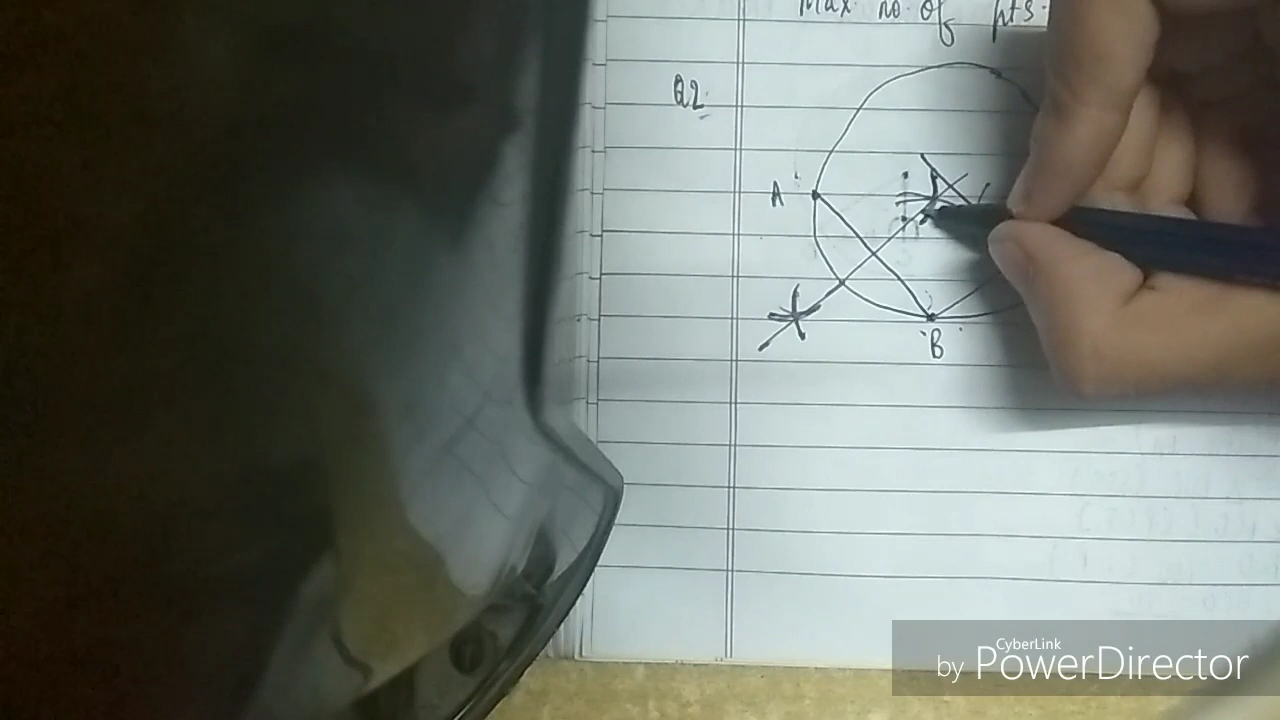 Max. no. of pts.
Q2.
A
B
CyberLink
by PowerDirector